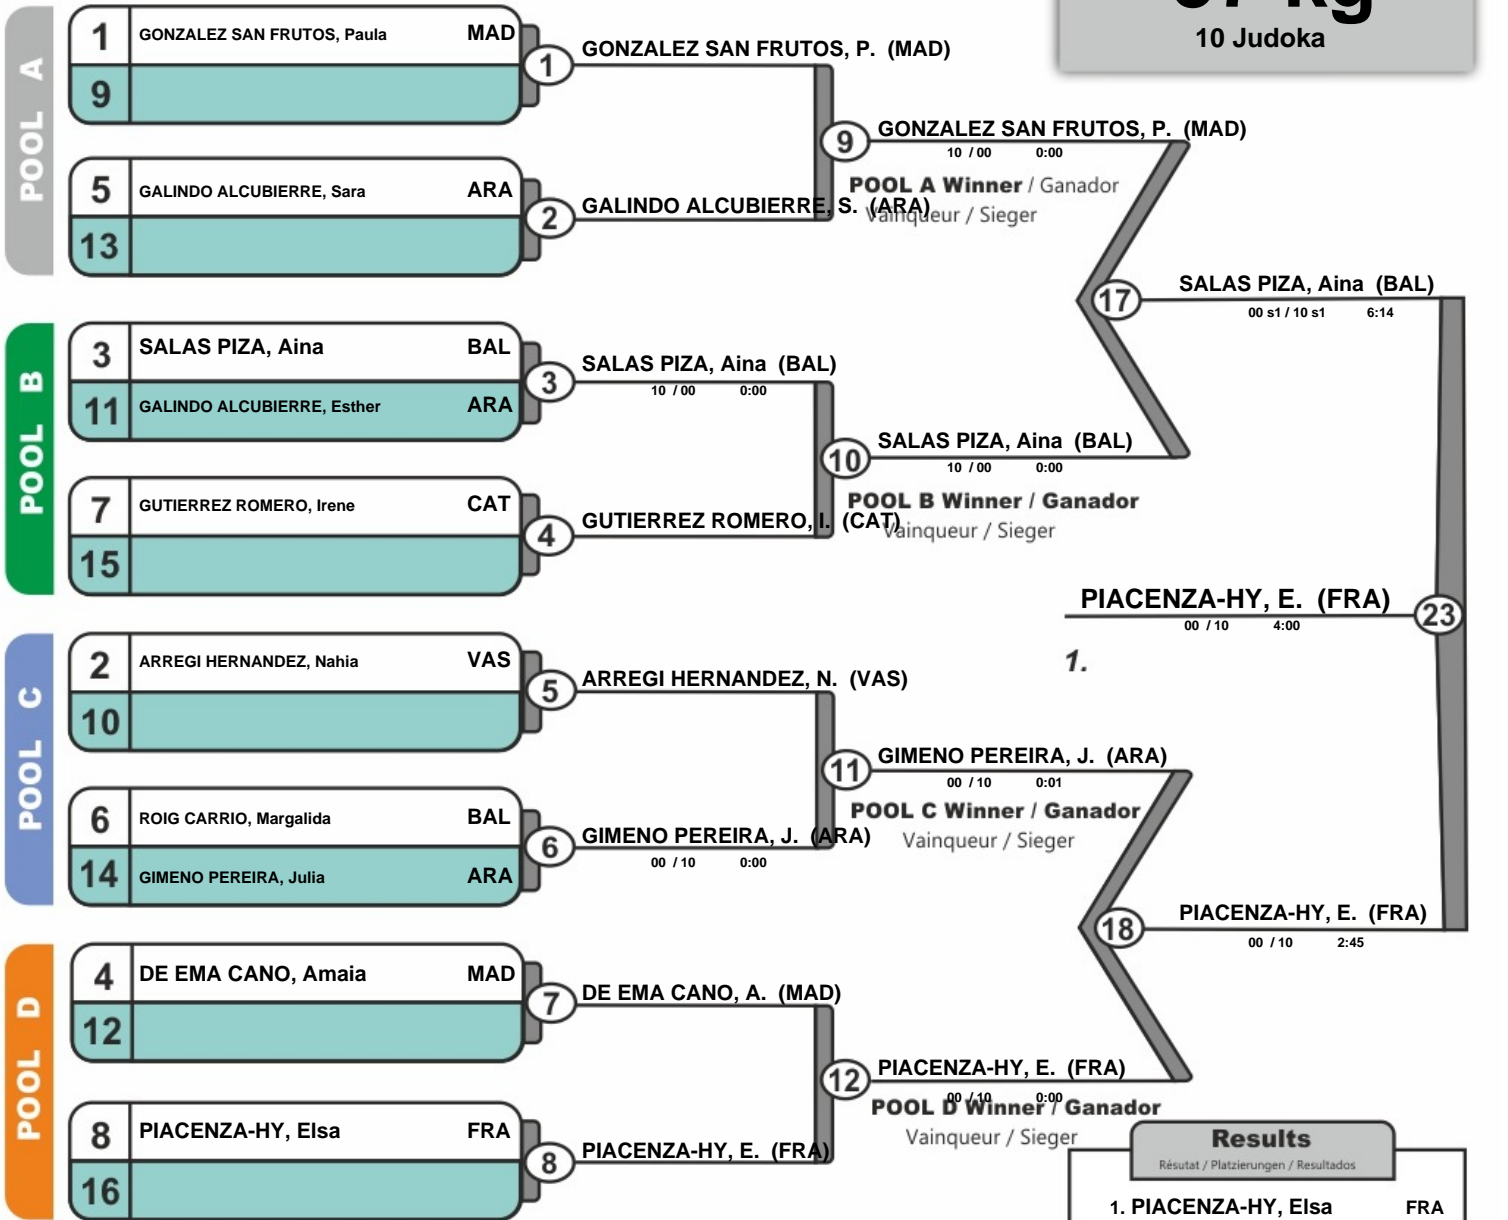 10 Judoka
POOL A
1 GONZALEZ SAN FRUTOS, Paula MAD
9
1
GONZALEZ SAN FRUTOS, P. (MAD)
5 GALINDO ALCUBIERRE, Sara ARA
13
2
GALINDO ALCUBIERRE, S. (ARA)
9
GONZALEZ SAN FRUTOS, P. (MAD)
10 / 00 0:00
POOL A Winner / Ganador
Vainqueur / Sieger
POOL B
3 SALAS PIZA, Aina BAL
11 GALINDO ALCUBIERRE, Esther ARA
3
SALAS PIZA, Aina (BAL)
10 / 00 0:00
7 GUTIERREZ ROMERO, Irene CAT
15
4
GUTIERREZ ROMERO, I. (CAT)
10
SALAS PIZA, Aina (BAL)
10 / 00 0:00
POOL B Winner / Ganador
Vainqueur / Sieger
17
SALAS PIZA, Aina (BAL)
00 s1 / 10 s1 6:14
PIACENZA-HY, E. (FRA)
00 / 10 4:00
23
1.
POOL C
2 ARREGI HERNANDEZ, Nahia VAS
10
5
ARREGI HERNANDEZ, N. (VAS)
6 ROIG CARRIO, Margalida BAL
14 GIMENO PEREIRA, Julia ARA
6
GIMENO PEREIRA, J. (ARA)
00 / 10 0:00
11
GIMENO PEREIRA, J. (ARA)
00 / 10 0:01
POOL C Winner / Ganador
Vainqueur / Sieger
18
PIACENZA-HY, E. (FRA)
00 / 10 2:45
POOL D
4 DE EMA CANO, Amaia MAD
12
7
DE EMA CANO, A. (MAD)
8 PIACENZA-HY, Elsa FRA
16
8
PIACENZA-HY, E. (FRA)
12
PIACENZA-HY, E. (FRA)
00 / 10 0:00
POOL D Winner / Ganador
Vainqueur / Sieger
Results
Résutat / Platzierungen / Resultados
1. PIACENZA-HY, Elsa FRA